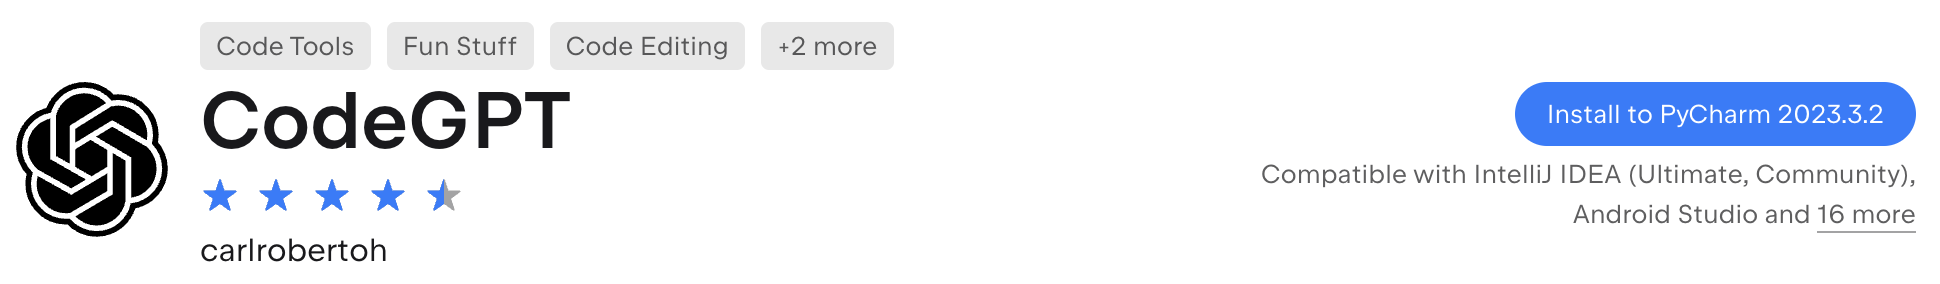 Code Tools Fun Stuff Code Editing +2 more
CodeGPT
carlrobertoh
Install to PyCharm 2023.3.2
Compatible with IntelliJ IDEA (Ultimate, Community),
Android Studio and 16 more